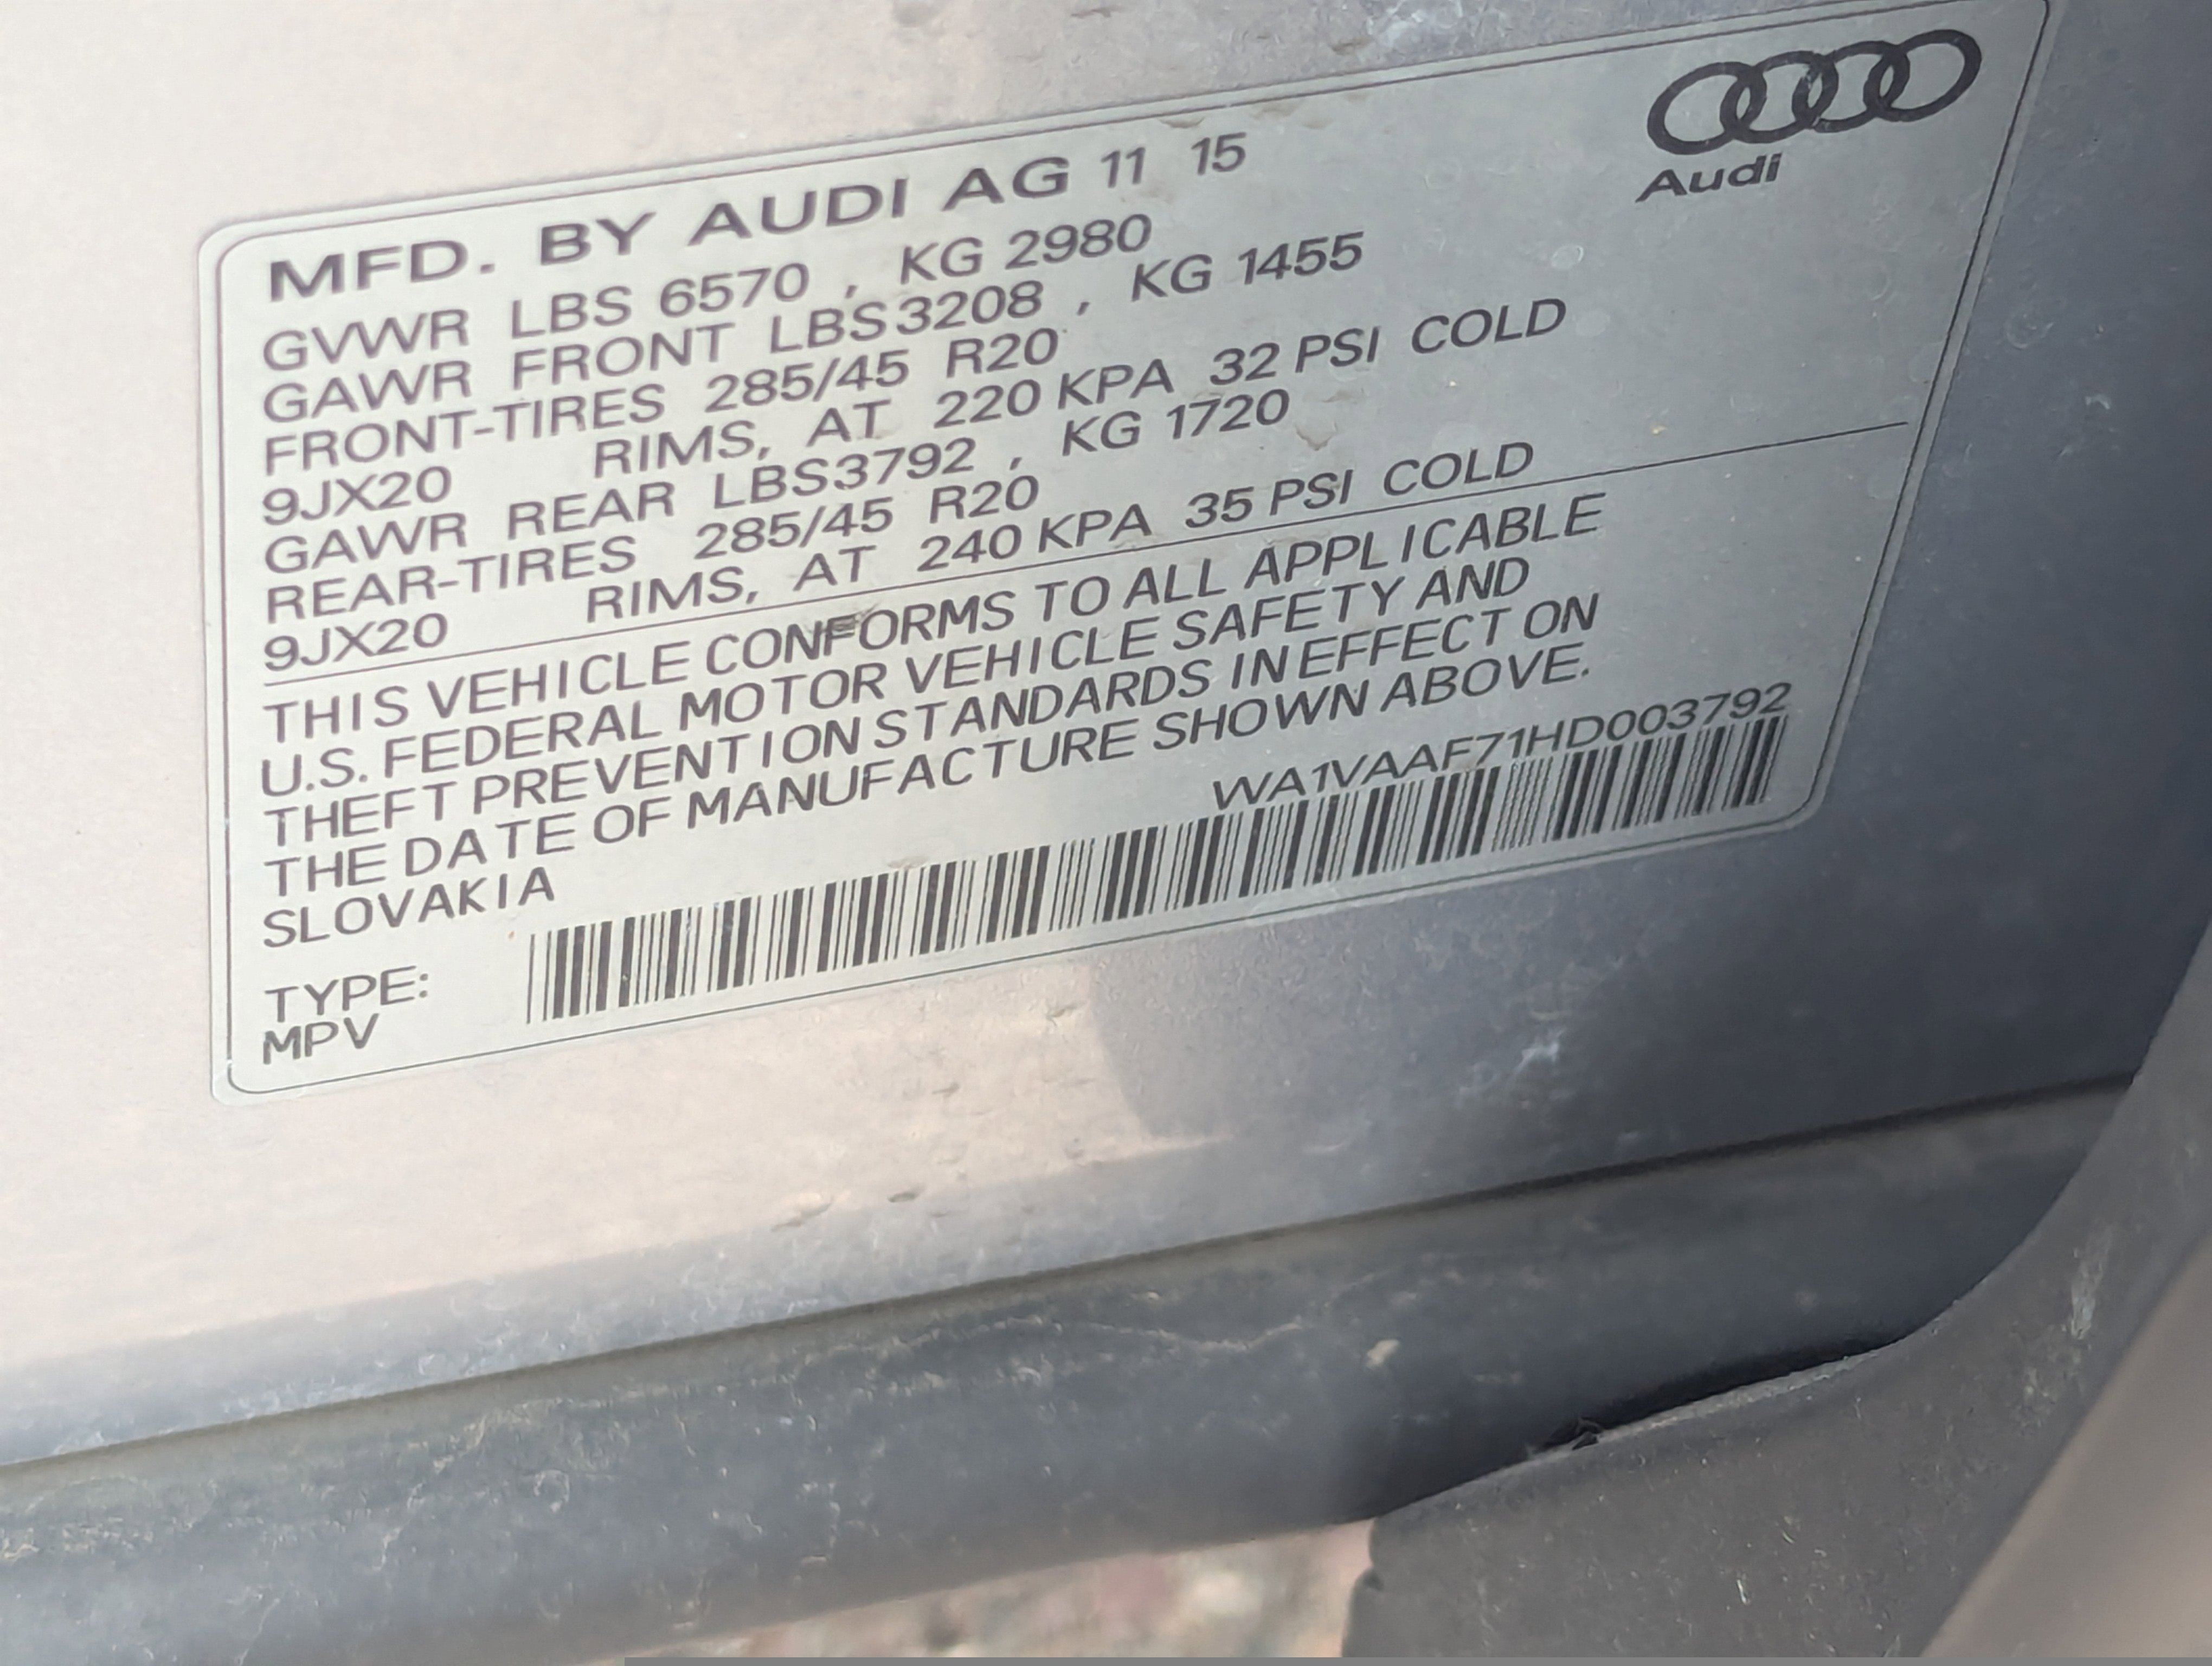 Audi
MFD. BY AUDI AG 11 15
GVWR LBS 6570 , KG 2980
GAWR FRONT LBS3208 , KG 1455
FRONT-TIRES 285/45 R20
9JX20 RIMS, AT 220 KPA 32 PSI COLD
GAWR REAR LBS3792 , KG 1720
REAR-TIRES 285/45 R20
9JX20 RIMS, AT 240 KPA 35 PSI COLD
THIS VEHICLE CONFORMS TO ALL APPLICABLE
U.S. FEDERAL MOTOR VEHICLE SAFETY AND
THEFT PREVENTION STANDARDS IN EFFECT ON
THE DATE OF MANUFACTURE SHOWN ABOVE.
SLOVAKIA
WA1VAAF71HD003792
TYPE:
MPV